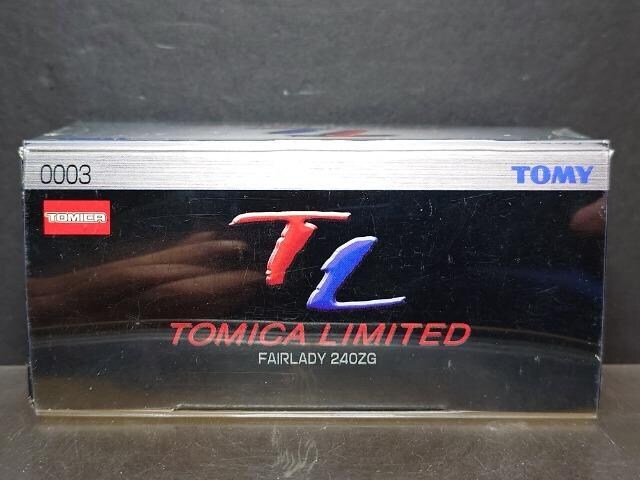 0003
TOMY
TOMICA
TL
TOMICA LIMITED
FAIRLADY 240ZG